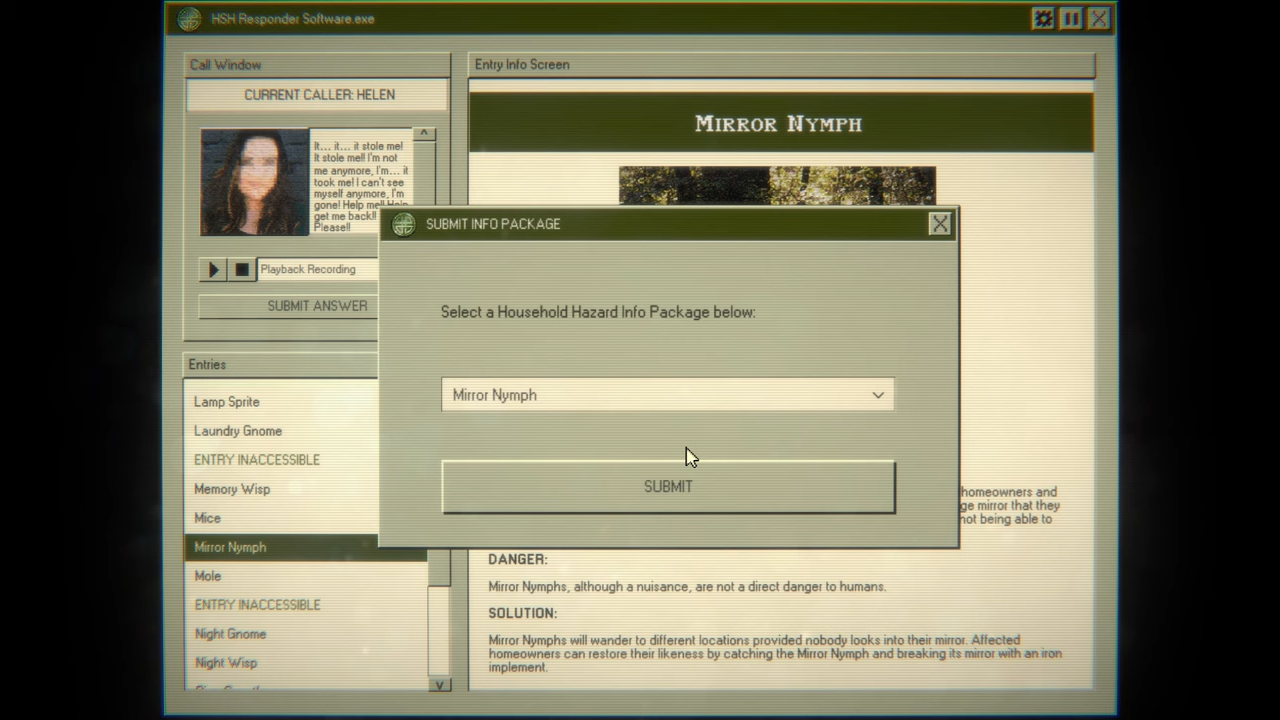 HSH Responder Software.exe
Call Window
CURRENT CALLER: HELEN
It... it... it stole me!
It stole me!! I'm not
me anymore, I'm... it
took me! I can't see
myself anymore, I'm
gone! Help me!! Help
get me back!!
Please!!
Playback Recording
SUBMIT ANSWER
Entries
Lamp Sprite
Laundry Gnome
ENTRY INACCESSIBLE
Memory Wisp
Mice
Mirror Nymph
Mole
ENTRY INACCESSIBLE
Night Gnome
Night Wisp
Entry Info Screen
MIRROR NYMPH
SUBMIT INFO PACKAGE
Select a Household Hazard Info Package below:
Mirror Nymph
SUBMIT
homeowners and
ge mirror that they
not being able to
DANGER:
Mirror Nymphs, although a nuisance, are not a direct danger to humans.
SOLUTION:
Mirror Nymphs will wander to different locations provided nobody looks into their mirror. Affected
homeowners can restore their likeness by catching the Mirror Nymph and breaking its mirror with an iron
implement.